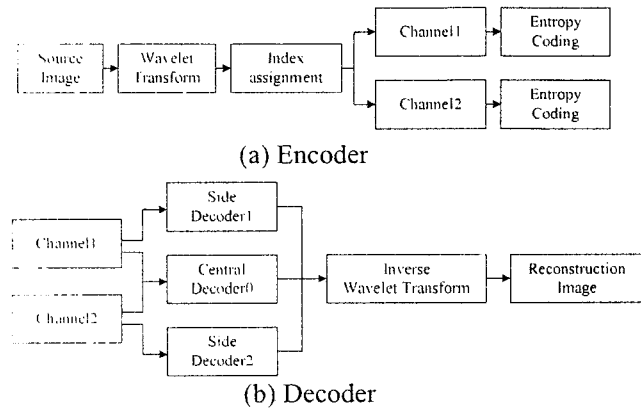 Source
Image
Wavelet
Transform
Index
assignment
Channel1
Entropy
Coding
Channel2
Entropy
Coding
(a) Encoder
Channel1
Channel2
Side
Decoder1
Central
Decoder0
Side
Decoder2
Inverse
Wavelet Transform
Reconstruction
Image
(b) Decoder